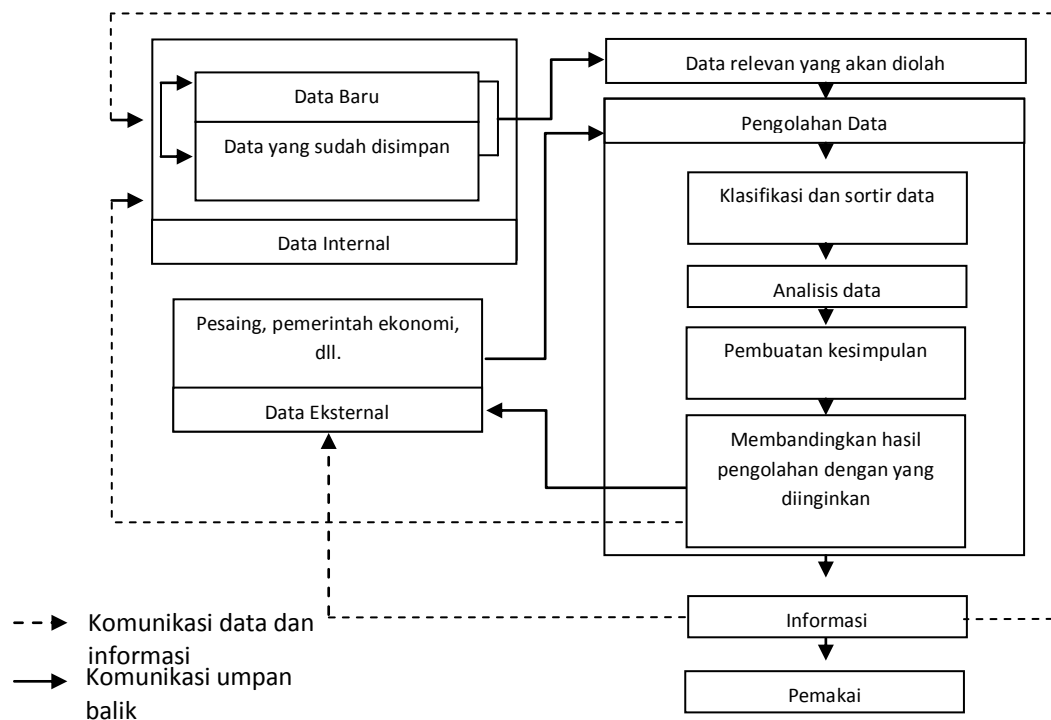 Data Baru
Data yang sudah disimpan
Data Internal
Pesaing, pemerintah ekonomi,
dll.
Data Eksternal
Data relevan yang akan diolah
Pengolahan Data
Klasifikasi dan sortir data
Analisis data
Pembuatan kesimpulan
Membandingkan hasil
pengolahan dengan yang
diinginkan
Informasi
Pemakai
Komunikasi data dan
informasi
Komunikasi umpan
balik